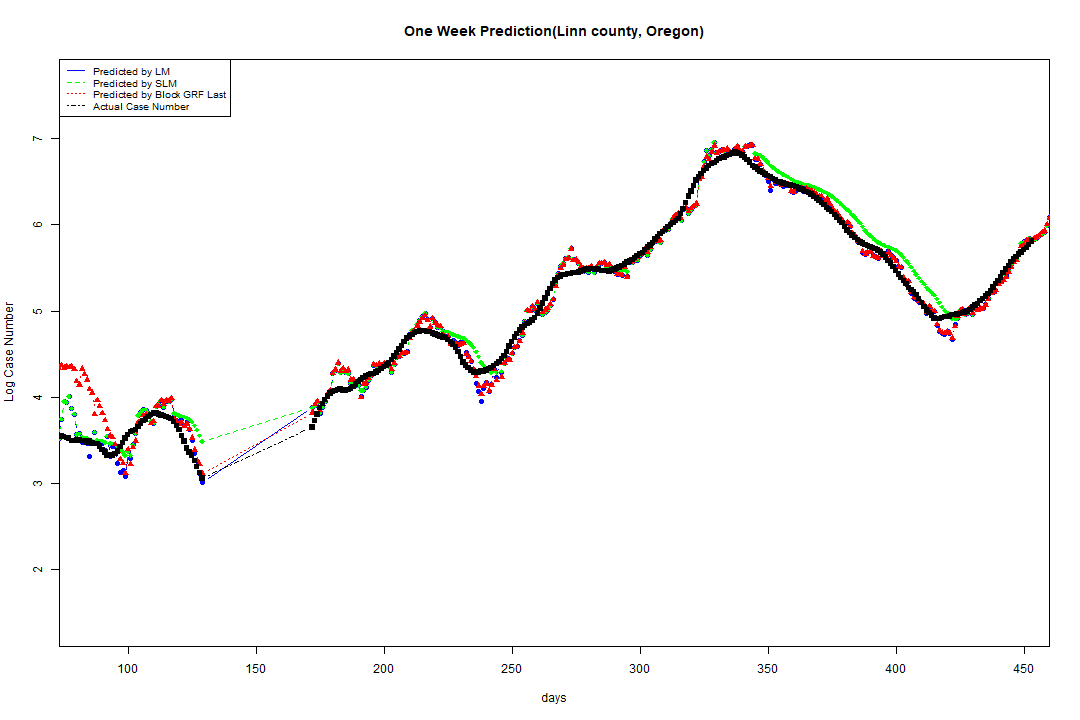 One Week Prediction(Linn county, Oregon)
Predicted by LM
Predicted by SLM
Predicted by Block GRF Last
Actual Case Number
7
6
5
4
3
2
Log Case Number
100 150 200 250 300 350 400 450
days